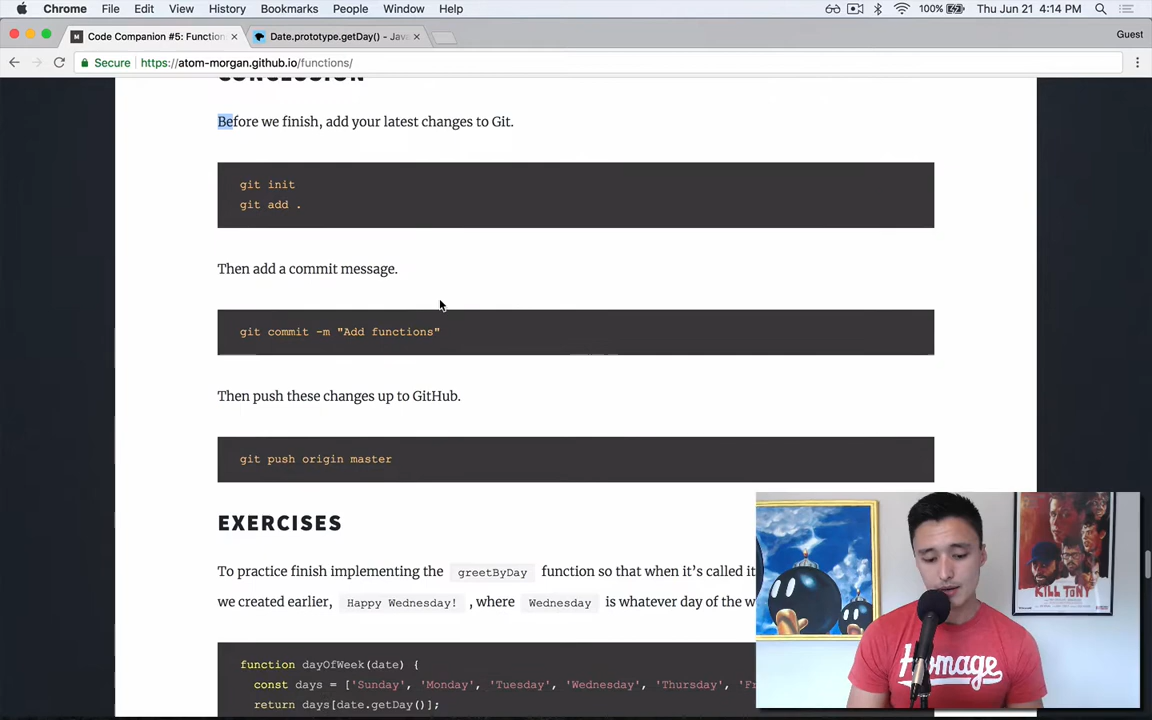 Chrome File Edit View History Bookmarks People Window Help 100% Thu Jun 21 4:14 PM
Code Companion #5: Function Date.prototype.getDay() - Java Guest
Secure https://atom-morgan.github.io/functions/
CONCLUSION
Before we finish, add your latest changes to Git.
git init
git add .
Then add a commit message.
git commit -m "Add functions"
Then push these changes up to GitHub.
git push origin master
EXERCISES
To practice finish implementing the greetByDay function so that when it's called it
we created earlier, Happy Wednesday! , where Wednesday is whatever day of the w
function dayOfWeek(date) {
const days = ['Sunday', 'Monday', 'Tuesday', 'Wednesday', 'Thursday', 'Fr
return days[date.getDay()];
KILL TONY
Homage